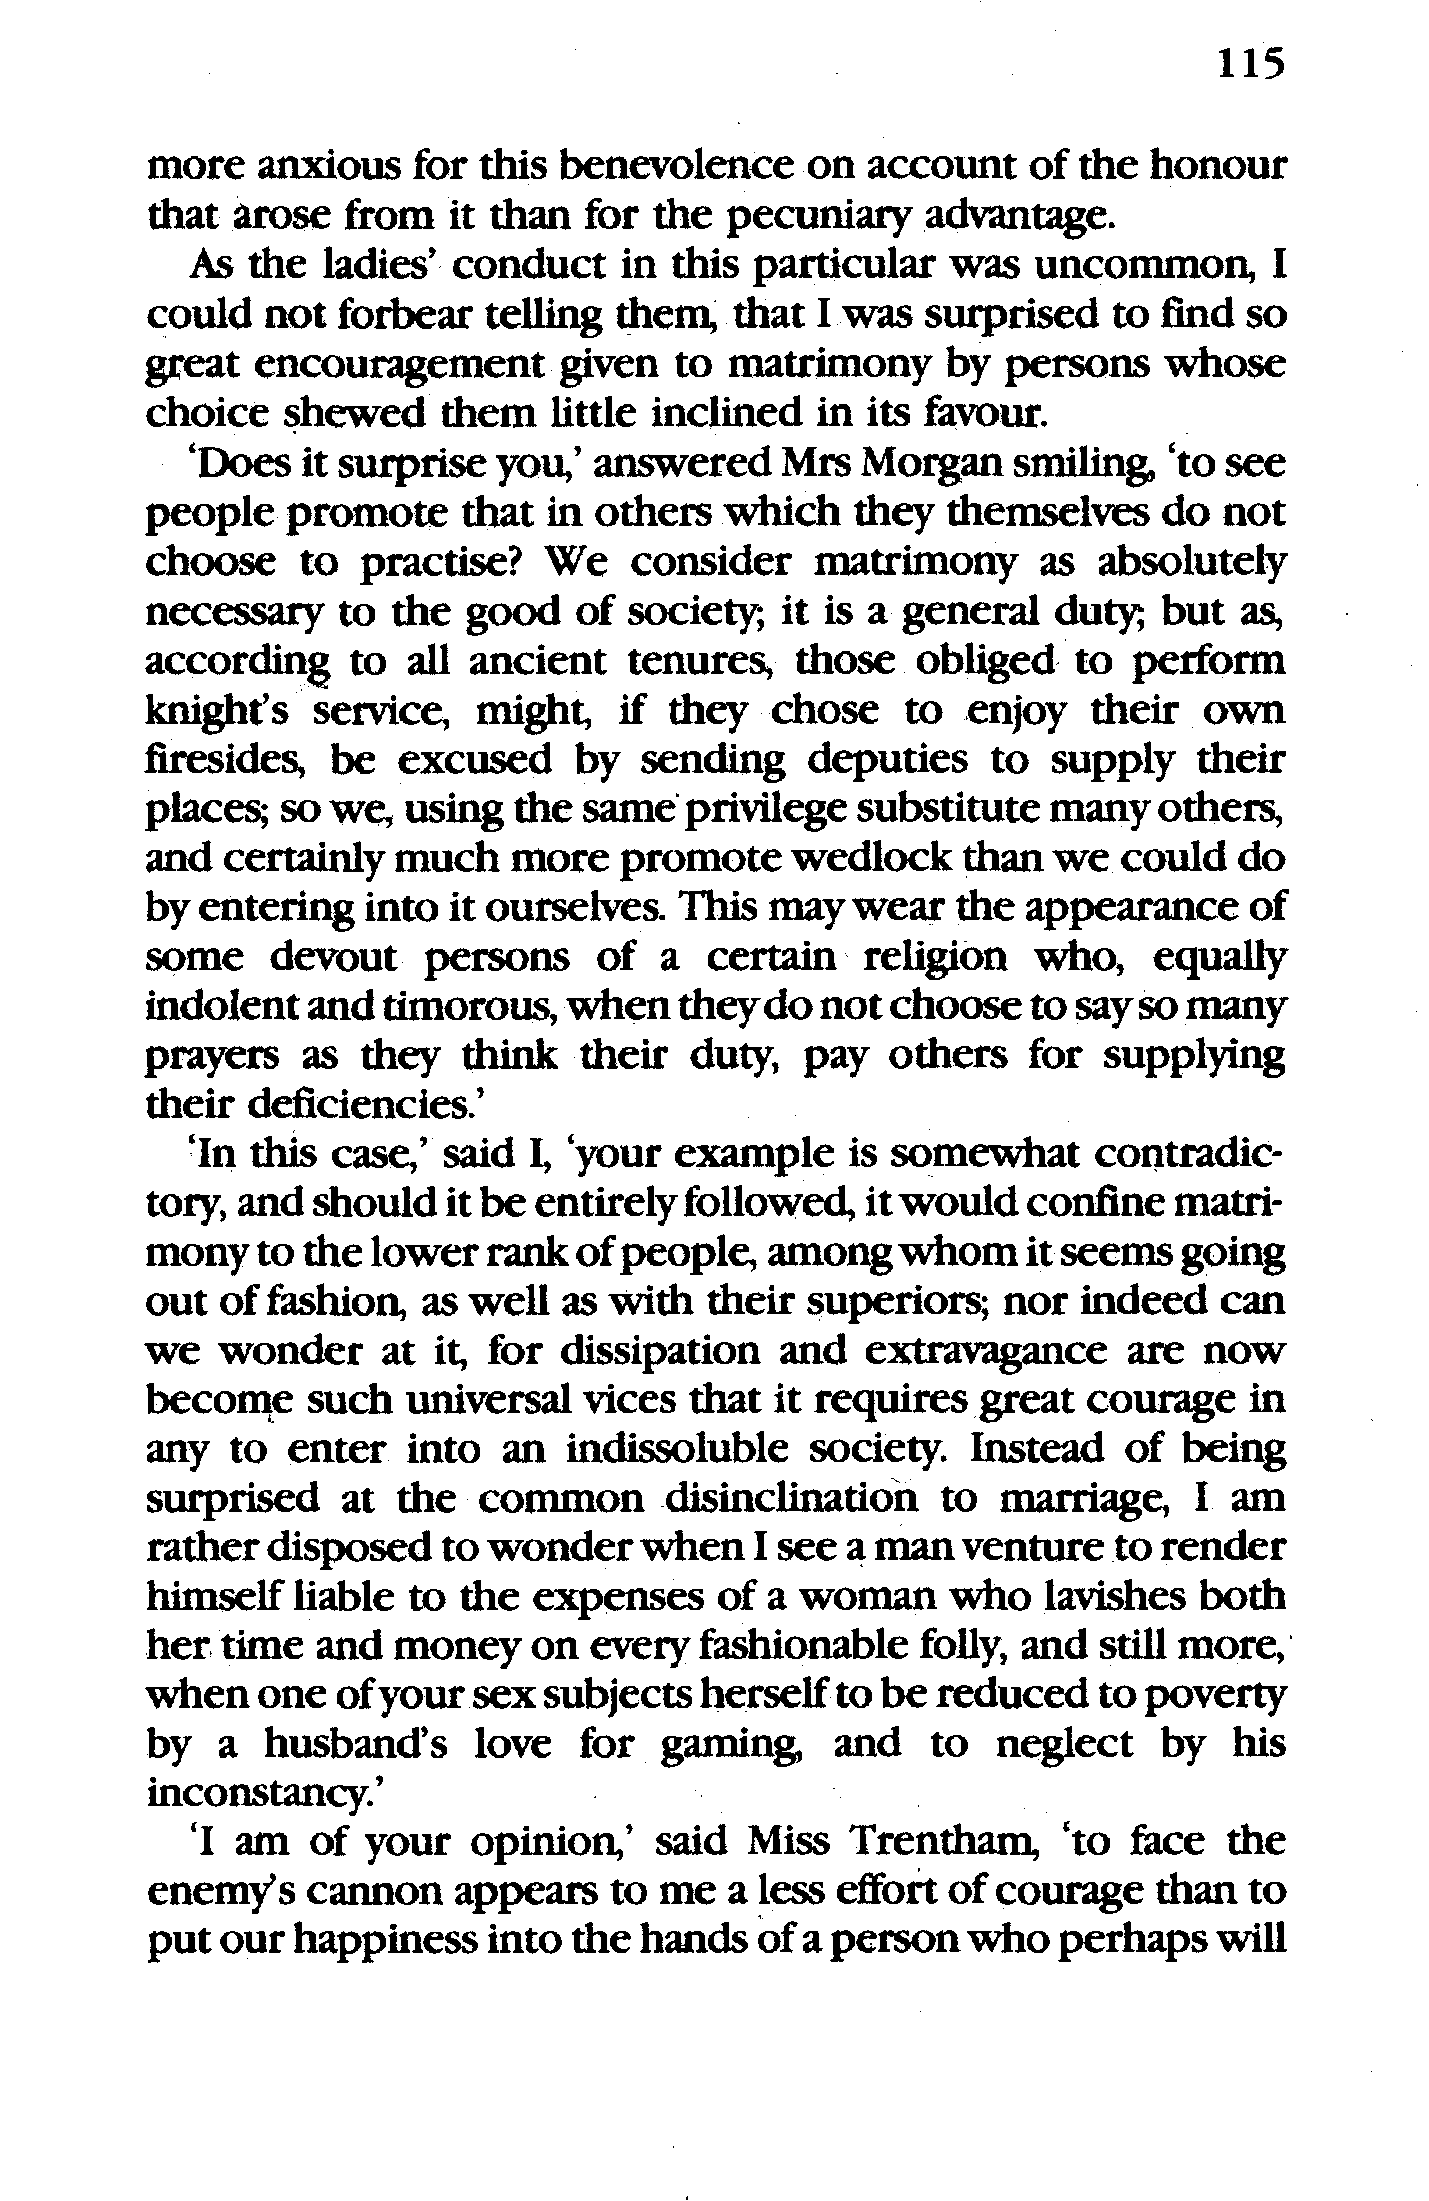 115
more anxious for this benevolence on account of the honour
that arose from it than for the pecuniary advantage.
As the ladies' conduct in this particular was uncommon, I
could not forbear telling them, that I was surprised to find so
great encouragement given to matrimony by persons whose
choice shewed them little inclined in its favour.
‘Does it surprise you,’ answered Mrs Morgan smiling, ‘to see
people promote that in others which they themselves do not
choose to practise? We consider matrimony as absolutely
necessary to the good of society; it is a general duty; but as,
according to all ancient tenures, those obliged to perform
knight's service, might, if they chose to enjoy their own
firesides, be excused by sending deputies to supply their
places; so we, using the same privilege substitute many others,
and certainly much more promote wedlock than we could do
by entering into it ourselves. This may wear the appearance of
some devout persons of a certain religion who, equally
indolent and timorous, when they do not choose to say so many
prayers as they think their duty, pay others for supplying
their deficiencies.’
‘In this case,’ said I, ‘your example is somewhat contradic-
tory, and should it be entirely followed, it would confine matri-
mony to the lower rank of people, among whom it seems going
out of fashion, as well as with their superiors; nor indeed can
we wonder at it, for dissipation and extravagance are now
become such universal vices that it requires great courage in
any to enter into an indissoluble society. Instead of being
surprised at the common disinclination to marriage, I am
rather disposed to wonder when I see a man venture to render
himself liable to the expenses of a woman who lavishes both
her time and money on every fashionable folly, and still more,
when one of your sex subjects herself to be reduced to poverty
by a husband's love for gaming, and to neglect by his
inconstancy.’
‘I am of your opinion,’ said Miss Trentham, ‘to face the
enemy's cannon appears to me a less effort of courage than to
put our happiness into the hands of a person who perhaps will